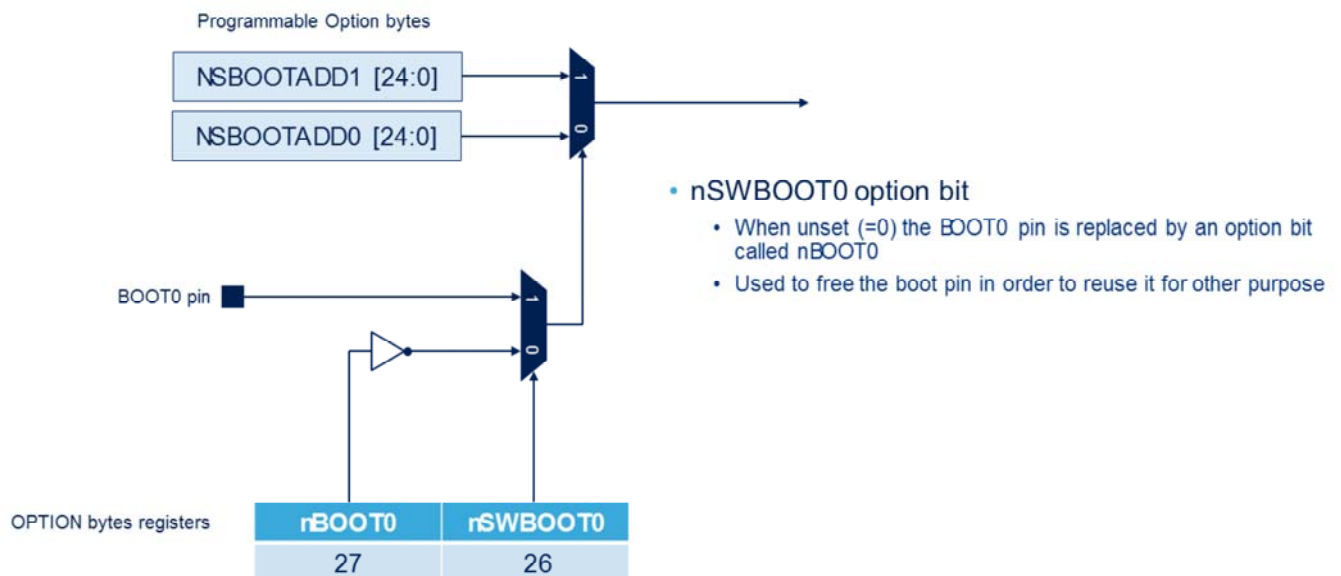 Programmable Option bytes
NSBOOTADD1 [24:0]
1
NSBOOTADD0 [24:0]
0
• nSWBOOT0 option bit
• When unset (=0) the BOOT0 pin is replaced by an option bit
called nBOOT0
• Used to free the boot pin in order to reuse it for other purpose
BOOT0 pin
1
0
OPTION bytes registers
nBOOT0 nSWBOOT0
27 26